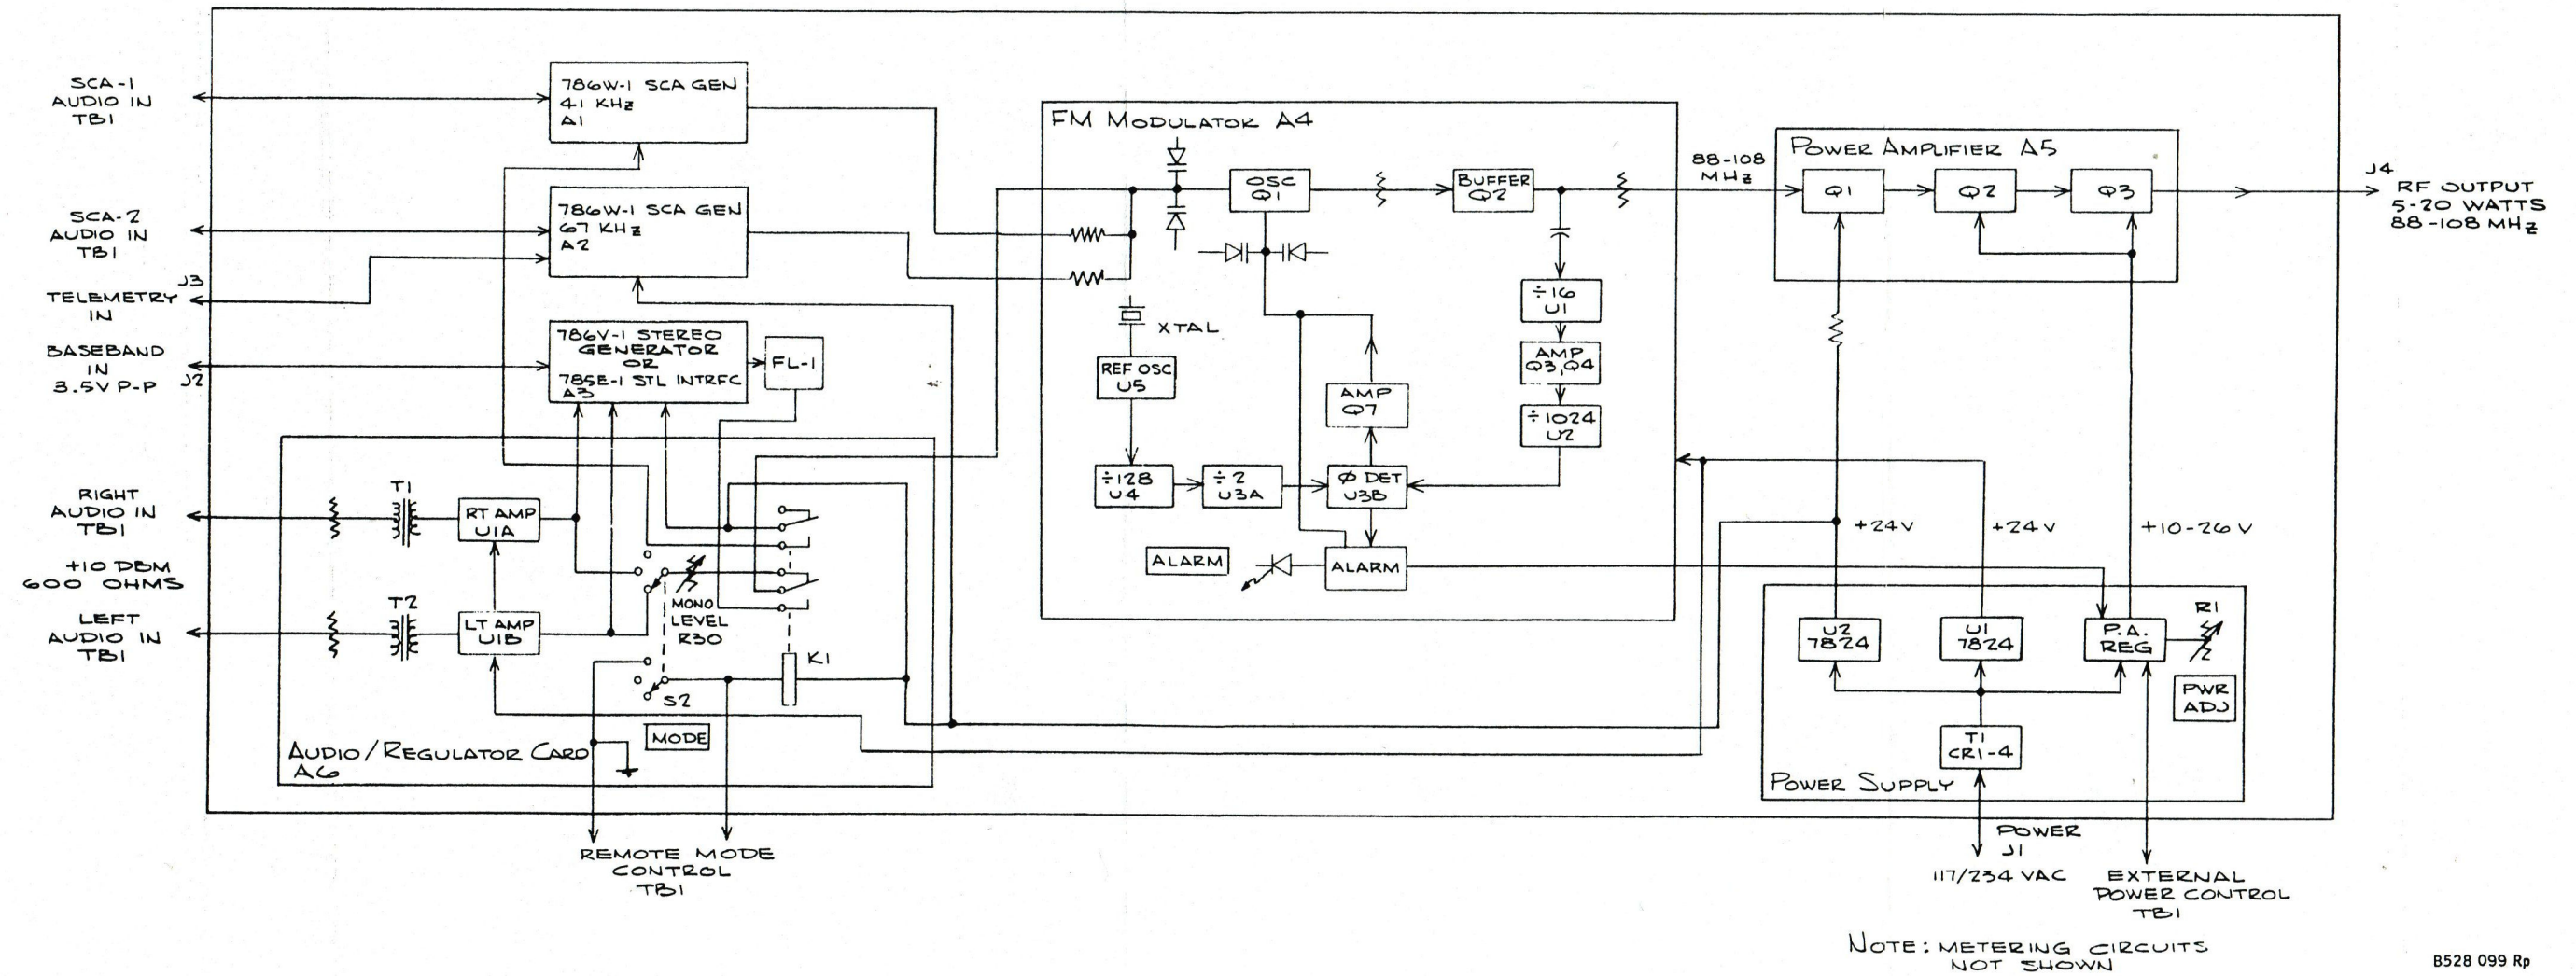 SCA-1
AUDIO IN
TB1
SCA-2
AUDIO IN
TB1
J3
TELEMETRY
IN
BASEBAND
IN
3.5V P-P
J2
RIGHT
AUDIO IN
TB1
+10 DBM
600 OHMS
LEFT
AUDIO IN
TB1
786W-1 SCA GEN
41 KHz
A1
786W-1 SCA GEN
67 KHz
A2
786V-1 STEREO
GENERATOR
OR
785E-1 STL INTRFC
A3
FL-1
T1
RT AMP
U1A
T2
LT AMP
U1B
MONO
LEVEL
R30
K1
S2
MODE
AUDIO/REGULATOR CARD
A6
REMOTE MODE
CONTROL
TB1
FM MODULATOR A4
OSC
Q1
BUFFER
Q2
XTAL
REF OSC
U5
÷128
U4
÷2
U3A
Ø DET
U3B
AMP
Q7
÷16
U1
AMP
Q3,Q4
÷1024
U2
ALARM
ALARM
88-108
MHz
POWER AMPLIFIER A5
Q1
Q2
Q3
J4
RF OUTPUT
5-20 WATTS
88-108 MHz
+24V
+24V
+10-26V
U2
7824
U1
7824
P.A.
REG
R1
PWR
ADJ
T1
CR1-4
POWER SUPPLY
POWER
J1
117/234 VAC
EXTERNAL
POWER CONTROL
TB1
NOTE: METERING CIRCUITS
NOT SHOWN
B528 099 Rp